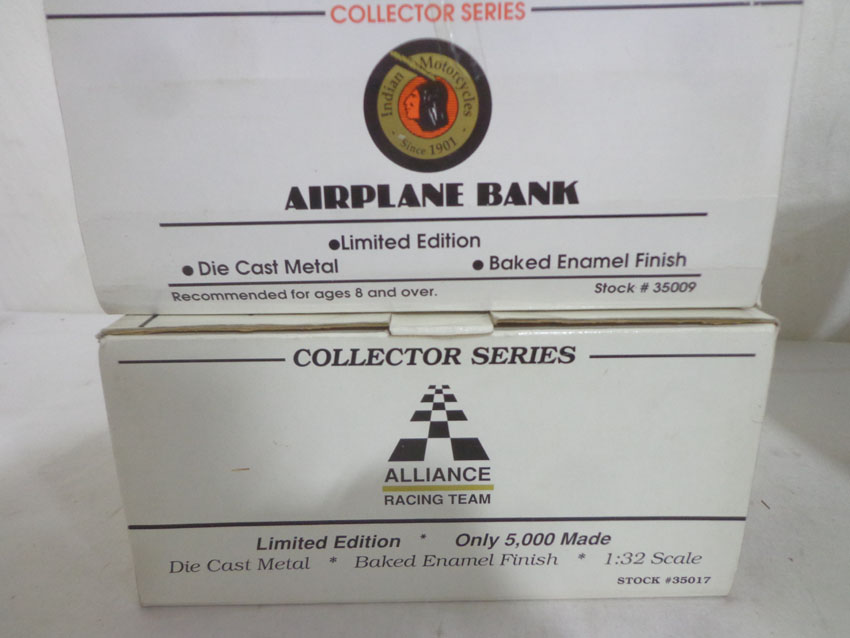 COLLECTOR SERIES
Indian Motorcycles
Since 1901
AIRPLANE BANK
●Limited Edition
● Die Cast Metal ● Baked Enamel Finish
Recommended for ages 8 and over. Stock # 35009
COLLECTOR SERIES
ALLIANCE
RACING TEAM
Limited Edition * Only 5,000 Made
Die Cast Metal * Baked Enamel Finish * 1:32 Scale
STOCK #35017